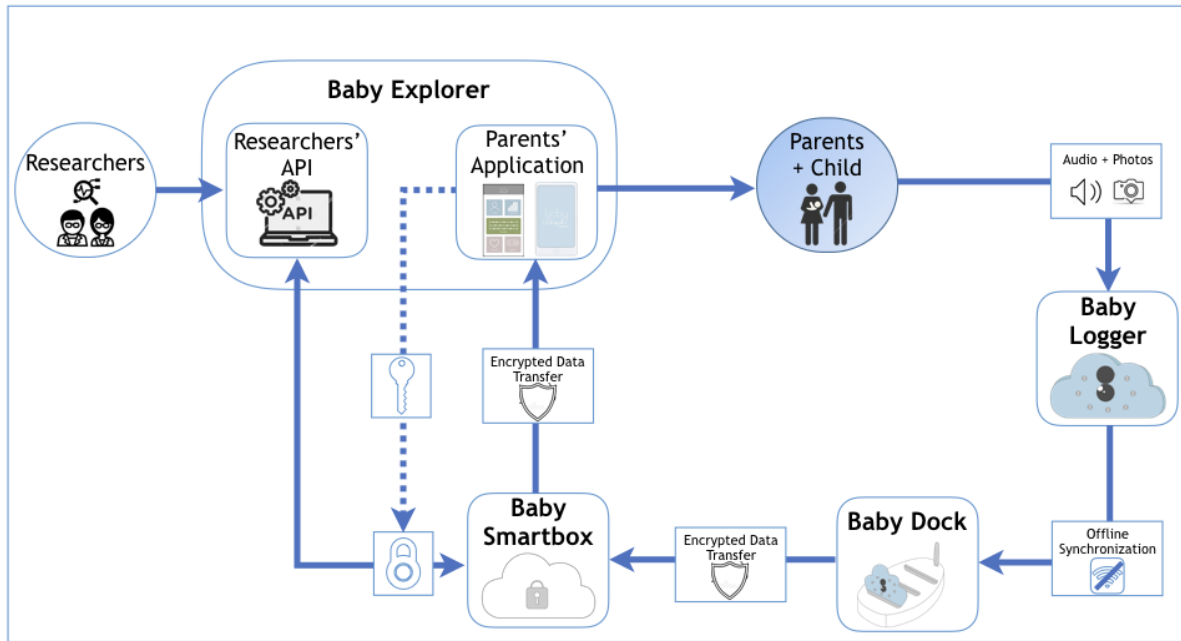 Baby Explorer
Researchers
Researchers'
API
API
Parents'
Application
Parents
+ Child
Audio + Photos
Baby
Logger
Encrypted Data
Transfer
Baby
Smartbox
Encrypted Data
Transfer
Baby Dock
Offline
Synchronization